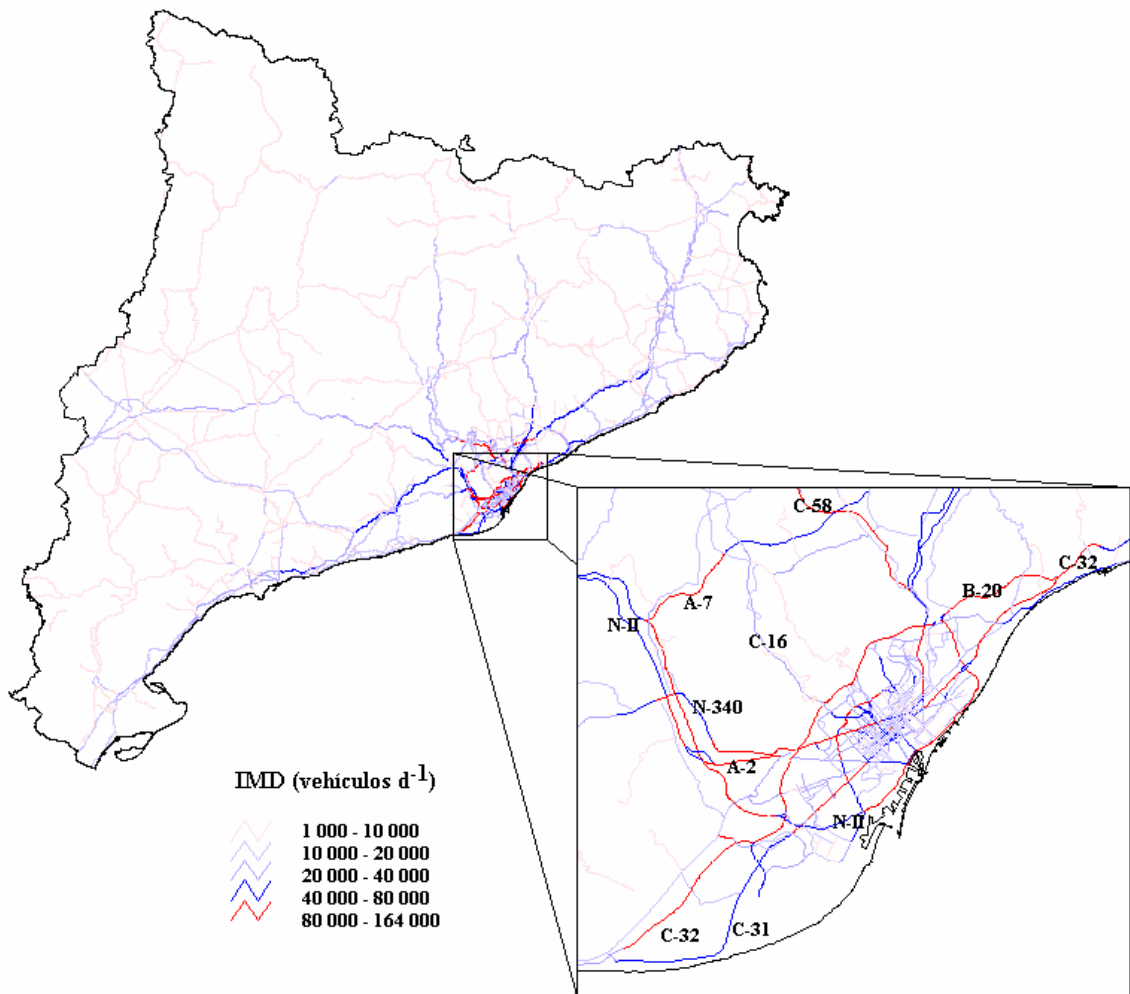 C-58
C-32
B-20
A-7
N-II
C-16
N-340
A-2
N-II
C-32
C-31
IMD (vehículos d-1)
1 000 - 10 000
10 000 - 20 000
20 000 - 40 000
40 000 - 80 000
80 000 - 164 000